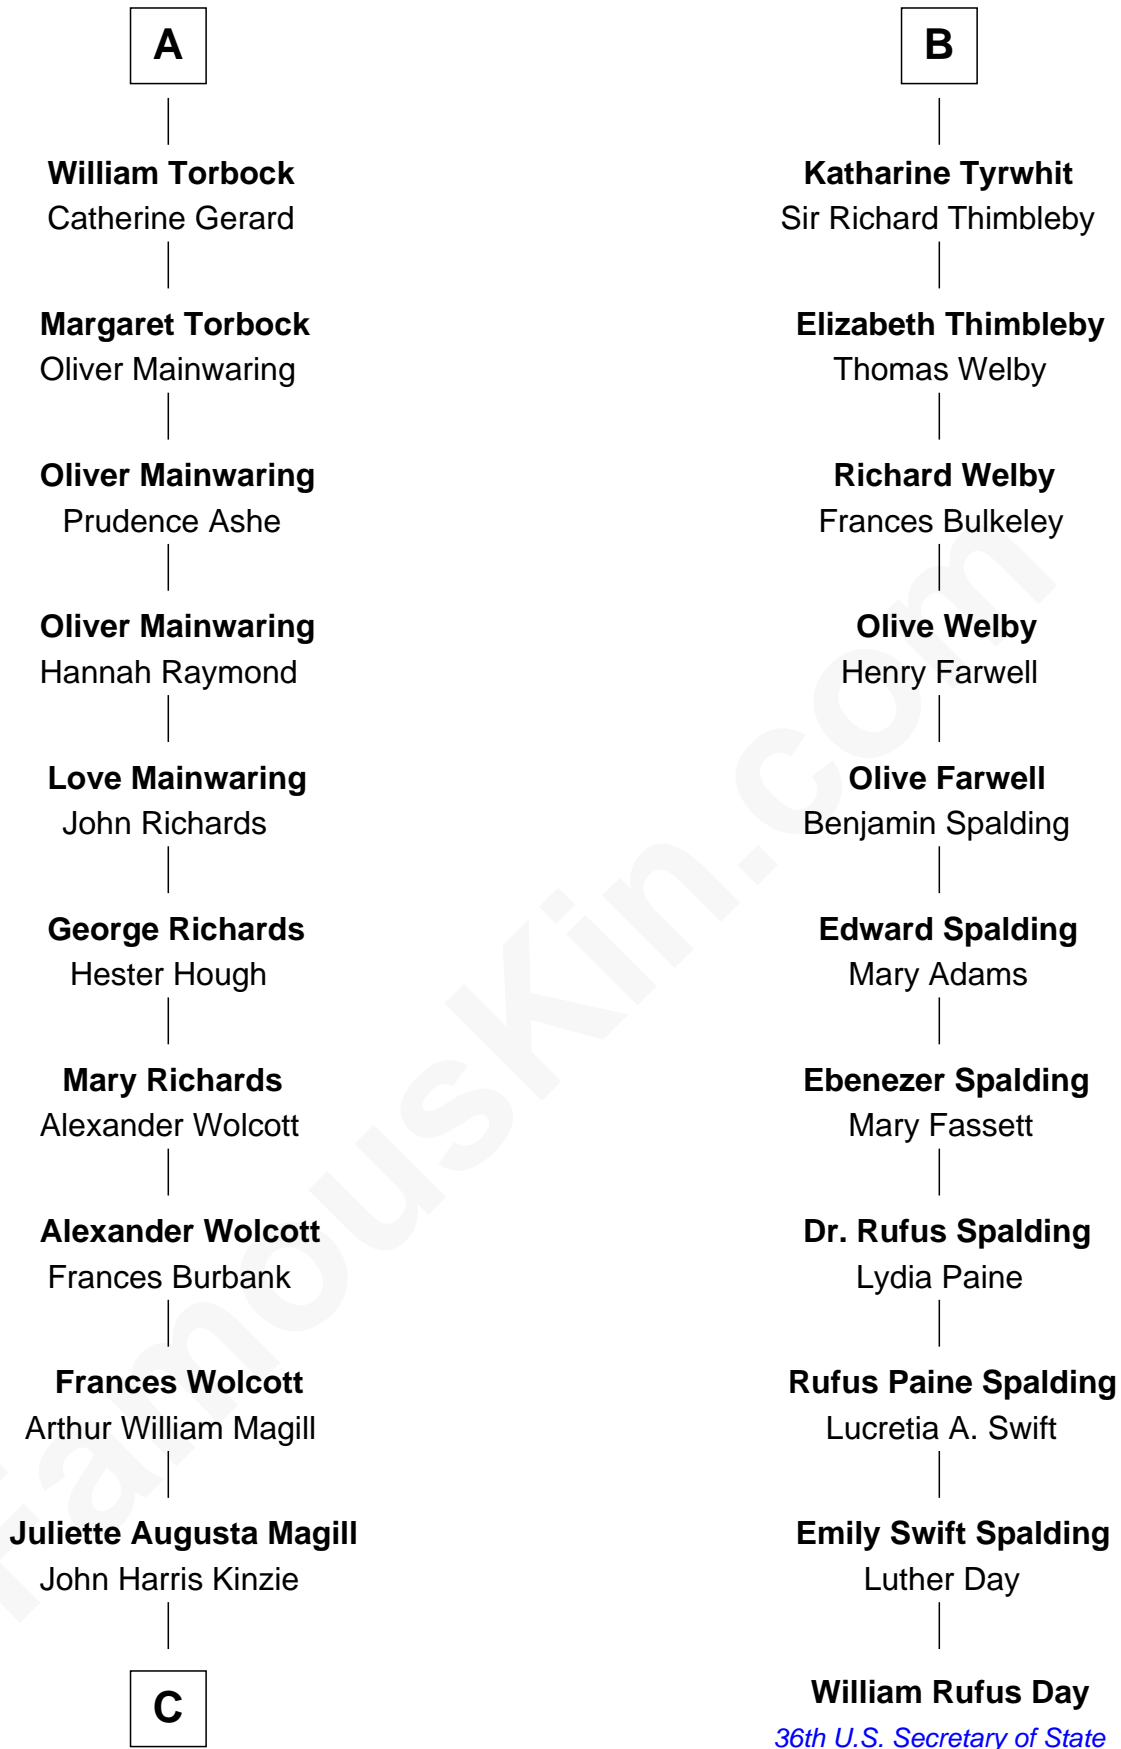 A
William Torbock
Catherine Gerard
Margaret Torbock
Oliver Mainwaring
Oliver Mainwaring
Prudence Ashe
Oliver Mainwaring
Hannah Raymond
Love Mainwaring
John Richards
George Richards
Hester Hough
Mary Richards
Alexander Wolcott
Alexander Wolcott
Frances Burbank
Frances Wolcott
Arthur William Magill
Juliette Augusta Magill
John Harris Kinzie
C
B
Katharine Tyrwhit
Sir Richard Thimbleby
Elizabeth Thimbleby
Thomas Welby
Richard Welby
Frances Bulkeley
Olive Welby
Henry Farwell
Olive Farwell
Benjamin Spalding
Edward Spalding
Mary Adams
Ebenezer Spalding
Mary Fassett
Dr. Rufus Spalding
Lydia Paine
Rufus Paine Spalding
Lucretia A. Swift
Emily Swift Spalding
Luther Day
William Rufus Day
36th U.S. Secretary of State
FamousKin.com